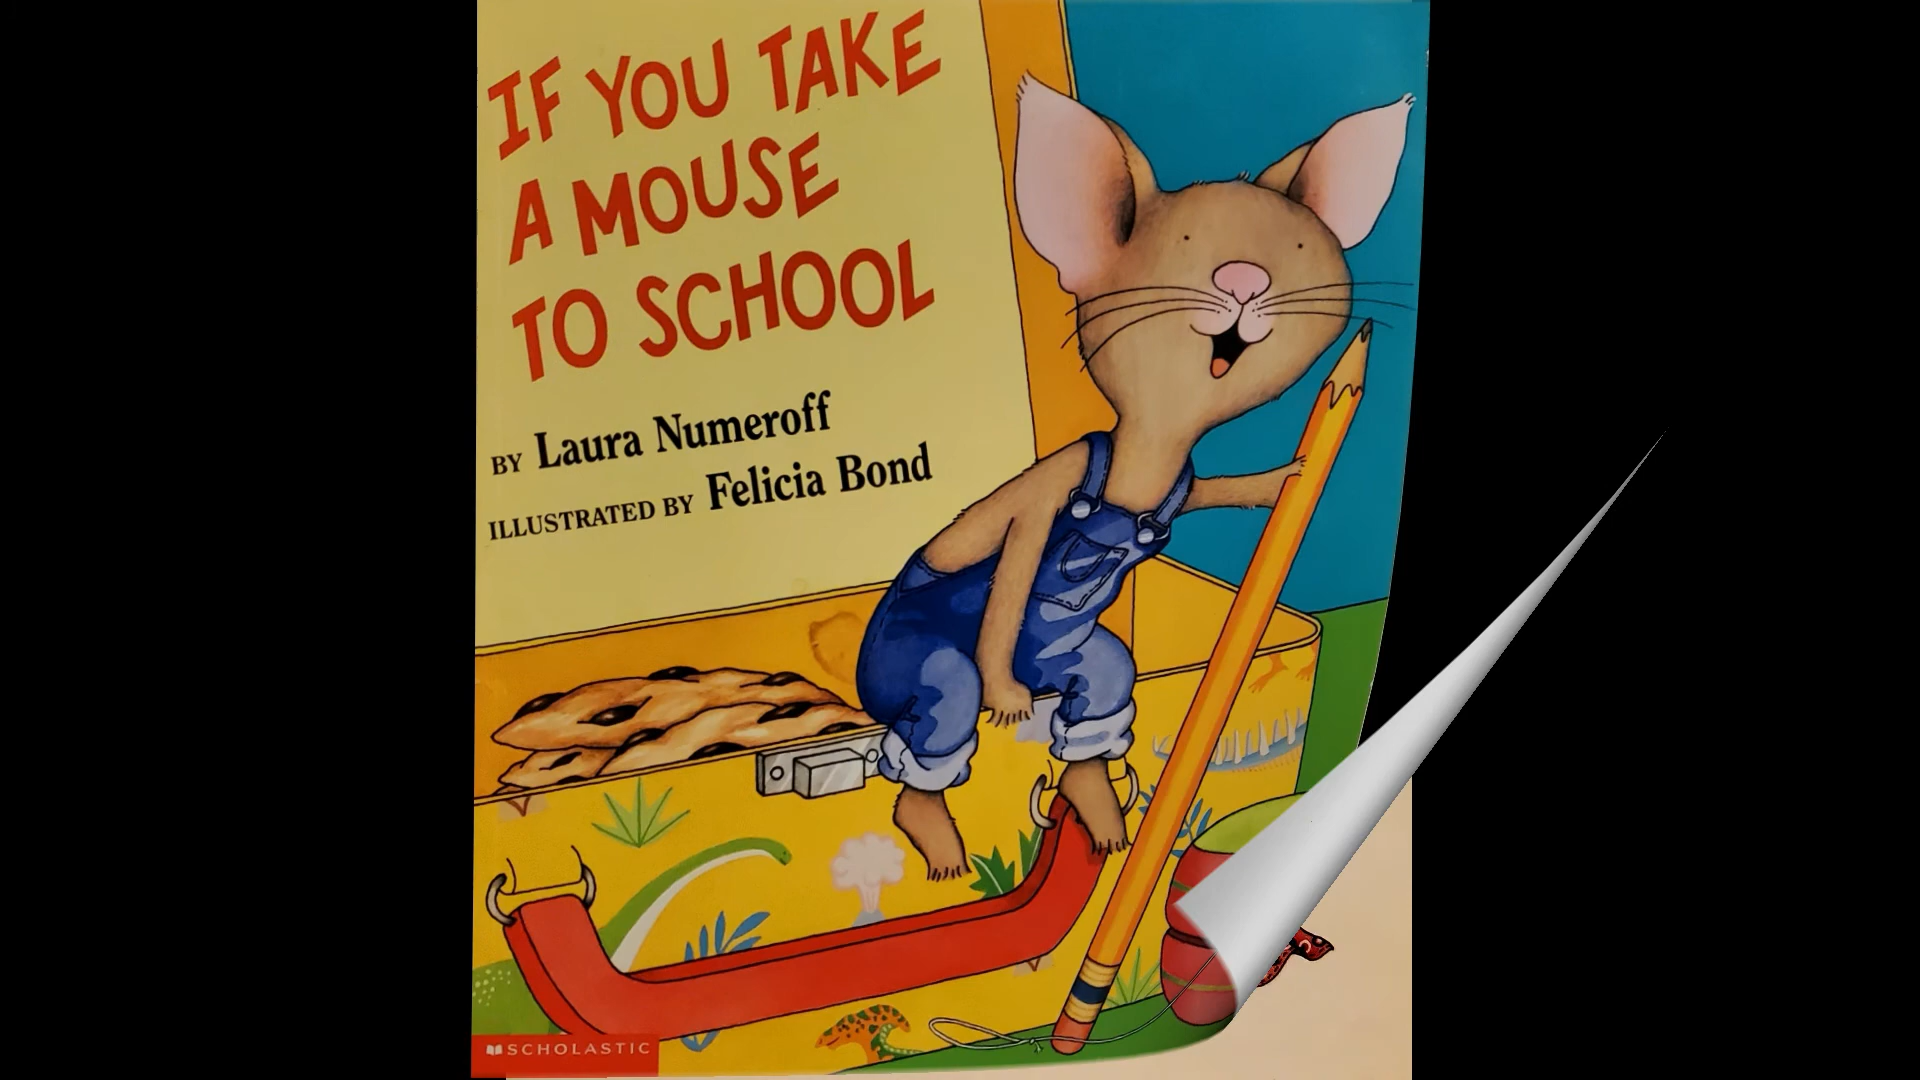 IF YOU TAKE
A MOUSE
TO SCHOOL
BY Laura Numeroff
ILLUSTRATED BY Felicia Bond
SCHOLASTIC